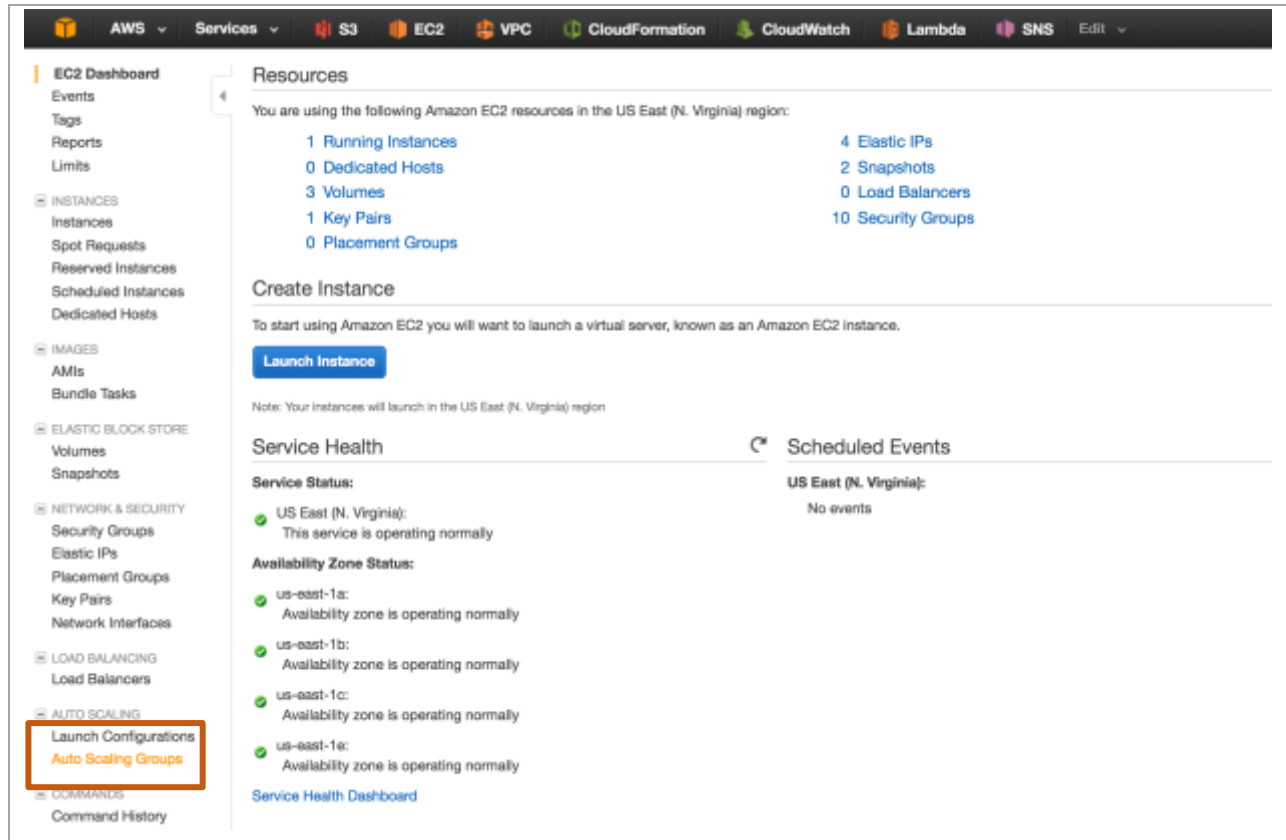 AWS Services S3 EC2 VPC CloudFormation CloudWatch Lambda SNS Edit
EC2 Dashboard
Events
Tags
Reports
Limits
INSTANCES
Instances
Spot Requests
Reserved Instances
Scheduled Instances
Dedicated Hosts
IMAGES
AMIs
Bundle Tasks
ELASTIC BLOCK STORE
Volumes
Snapshots
NETWORK & SECURITY
Security Groups
Elastic IPs
Placement Groups
Key Pairs
Network Interfaces
LOAD BALANCING
Load Balancers
AUTO SCALING
Launch Configurations
Auto Scaling Groups
COMMANDS
Command History
Resources
You are using the following Amazon EC2 resources in the US East (N. Virginia) region:
1 Running Instances
0 Dedicated Hosts
3 Volumes
1 Key Pairs
0 Placement Groups
4 Elastic IPs
2 Snapshots
0 Load Balancers
10 Security Groups
Create Instance
To start using Amazon EC2 you will want to launch a virtual server, known as an Amazon EC2 instance.
Launch Instance
Note: Your instances will launch in the US East (N. Virginia) region
Service Health
Service Status:
US East (N. Virginia):
This service is operating normally
Availability Zone Status:
us-east-1a:
Availability zone is operating normally
us-east-1b:
Availability zone is operating normally
us-east-1c:
Availability zone is operating normally
us-east-1e:
Availability zone is operating normally
Service Health Dashboard
Scheduled Events
US East (N. Virginia):
No events